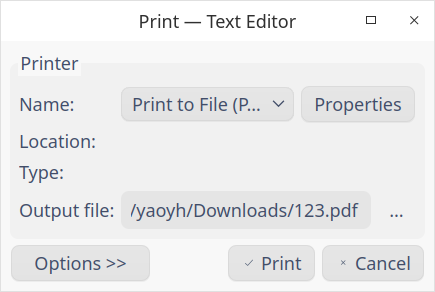 Print — Text Editor
Printer
Name: Print to File (P... Properties
Location:
Type:
Output file: /yaoyh/Downloads/123.pdf ...
Options >> Print Cancel